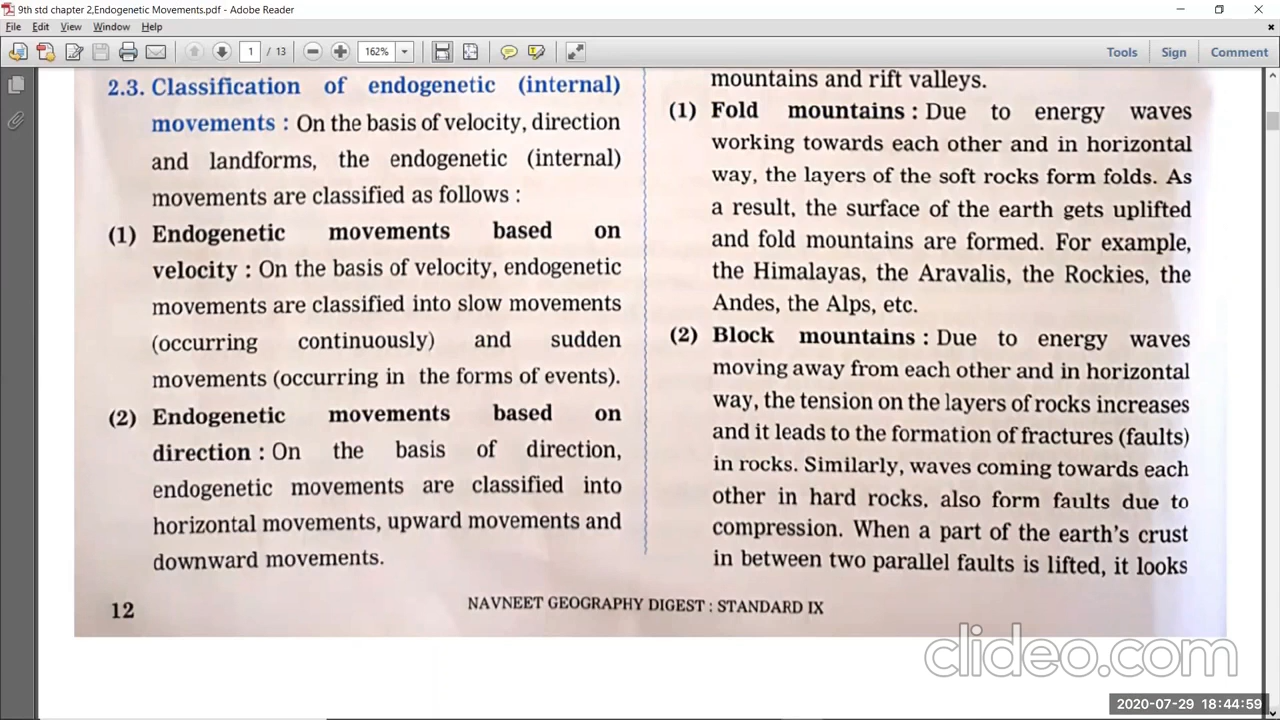 9th std chapter 2,Endogenetic Movements.pdf - Adobe Reader
File Edit View Window Help
1 / 13 162% Tools Sign Comment
2.3. Classification of endogenetic (internal)
movements : On the basis of velocity, direction
and landforms, the endogenetic (internal)
movements are classified as follows :
(1) Endogenetic movements based on
velocity : On the basis of velocity, endogenetic
movements are classified into slow movements
(occurring continuously) and sudden
movements (occurring in the forms of events).
(2) Endogenetic movements based on
direction : On the basis of direction,
endogenetic movements are classified into
horizontal movements, upward movements and
downward movements.
mountains and rift valleys.
(1) Fold mountains : Due to energy waves
working towards each other and in horizontal
way, the layers of the soft rocks form folds. As
a result, the surface of the earth gets uplifted
and fold mountains are formed. For example,
the Himalayas, the Aravalis, the Rockies, the
Andes, the Alps, etc.
(2) Block mountains : Due to energy waves
moving away from each other and in horizontal
way, the tension on the layers of rocks increases
and it leads to the formation of fractures (faults)
in rocks. Similarly, waves coming towards each
other in hard rocks, also form faults due to
compression. When a part of the earth's crust
in between two parallel faults is lifted, it looks
12 NAVNEET GEOGRAPHY DIGEST : STANDARD IX
clideo.com
2020-07-29 18:44:59